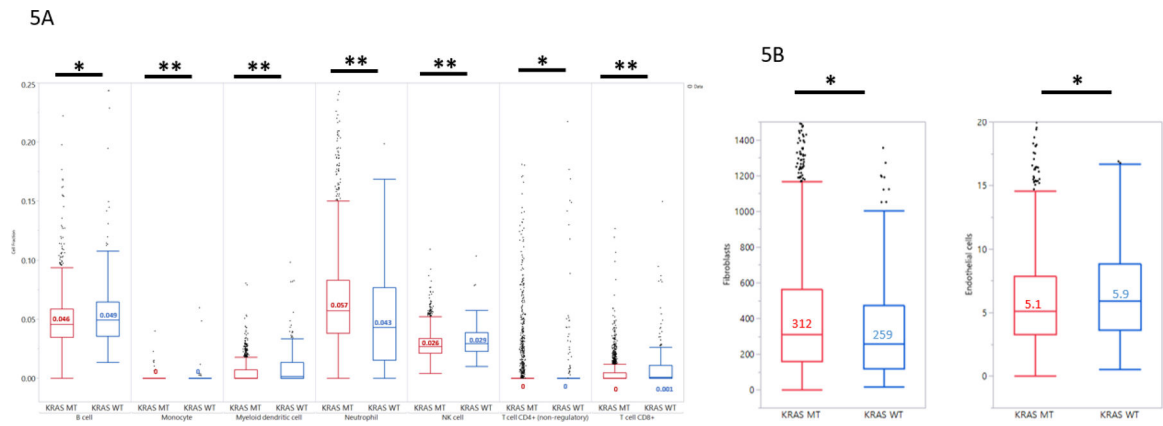 5A
5B
* ** ** ** ** * **
* *
0.25
0.20
0.15
0.10
0.05
0.00
Cell Fraction
0.046 0.049 0 0 0.057 0.043 0.026 0.029 0 0 0 0.001
KRAS MT KRAS WT KRAS MT KRAS WT KRAS MT KRAS WT KRAS MT KRAS WT KRAS MT KRAS WT KRAS MT KRAS WT KRAS MT KRAS WT
B cell Monocyte Myeloid dendritic cell Neutrophil NK cell T cell CD4+ (non-regulatory) T cell CD8+
1400
1200
1000
800
600
400
200
0
Fibroblasts
312 259
KRAS MT KRAS WT
20
15
10
5
0
Endothelial cells
5.1 5.9
KRAS MT KRAS WT